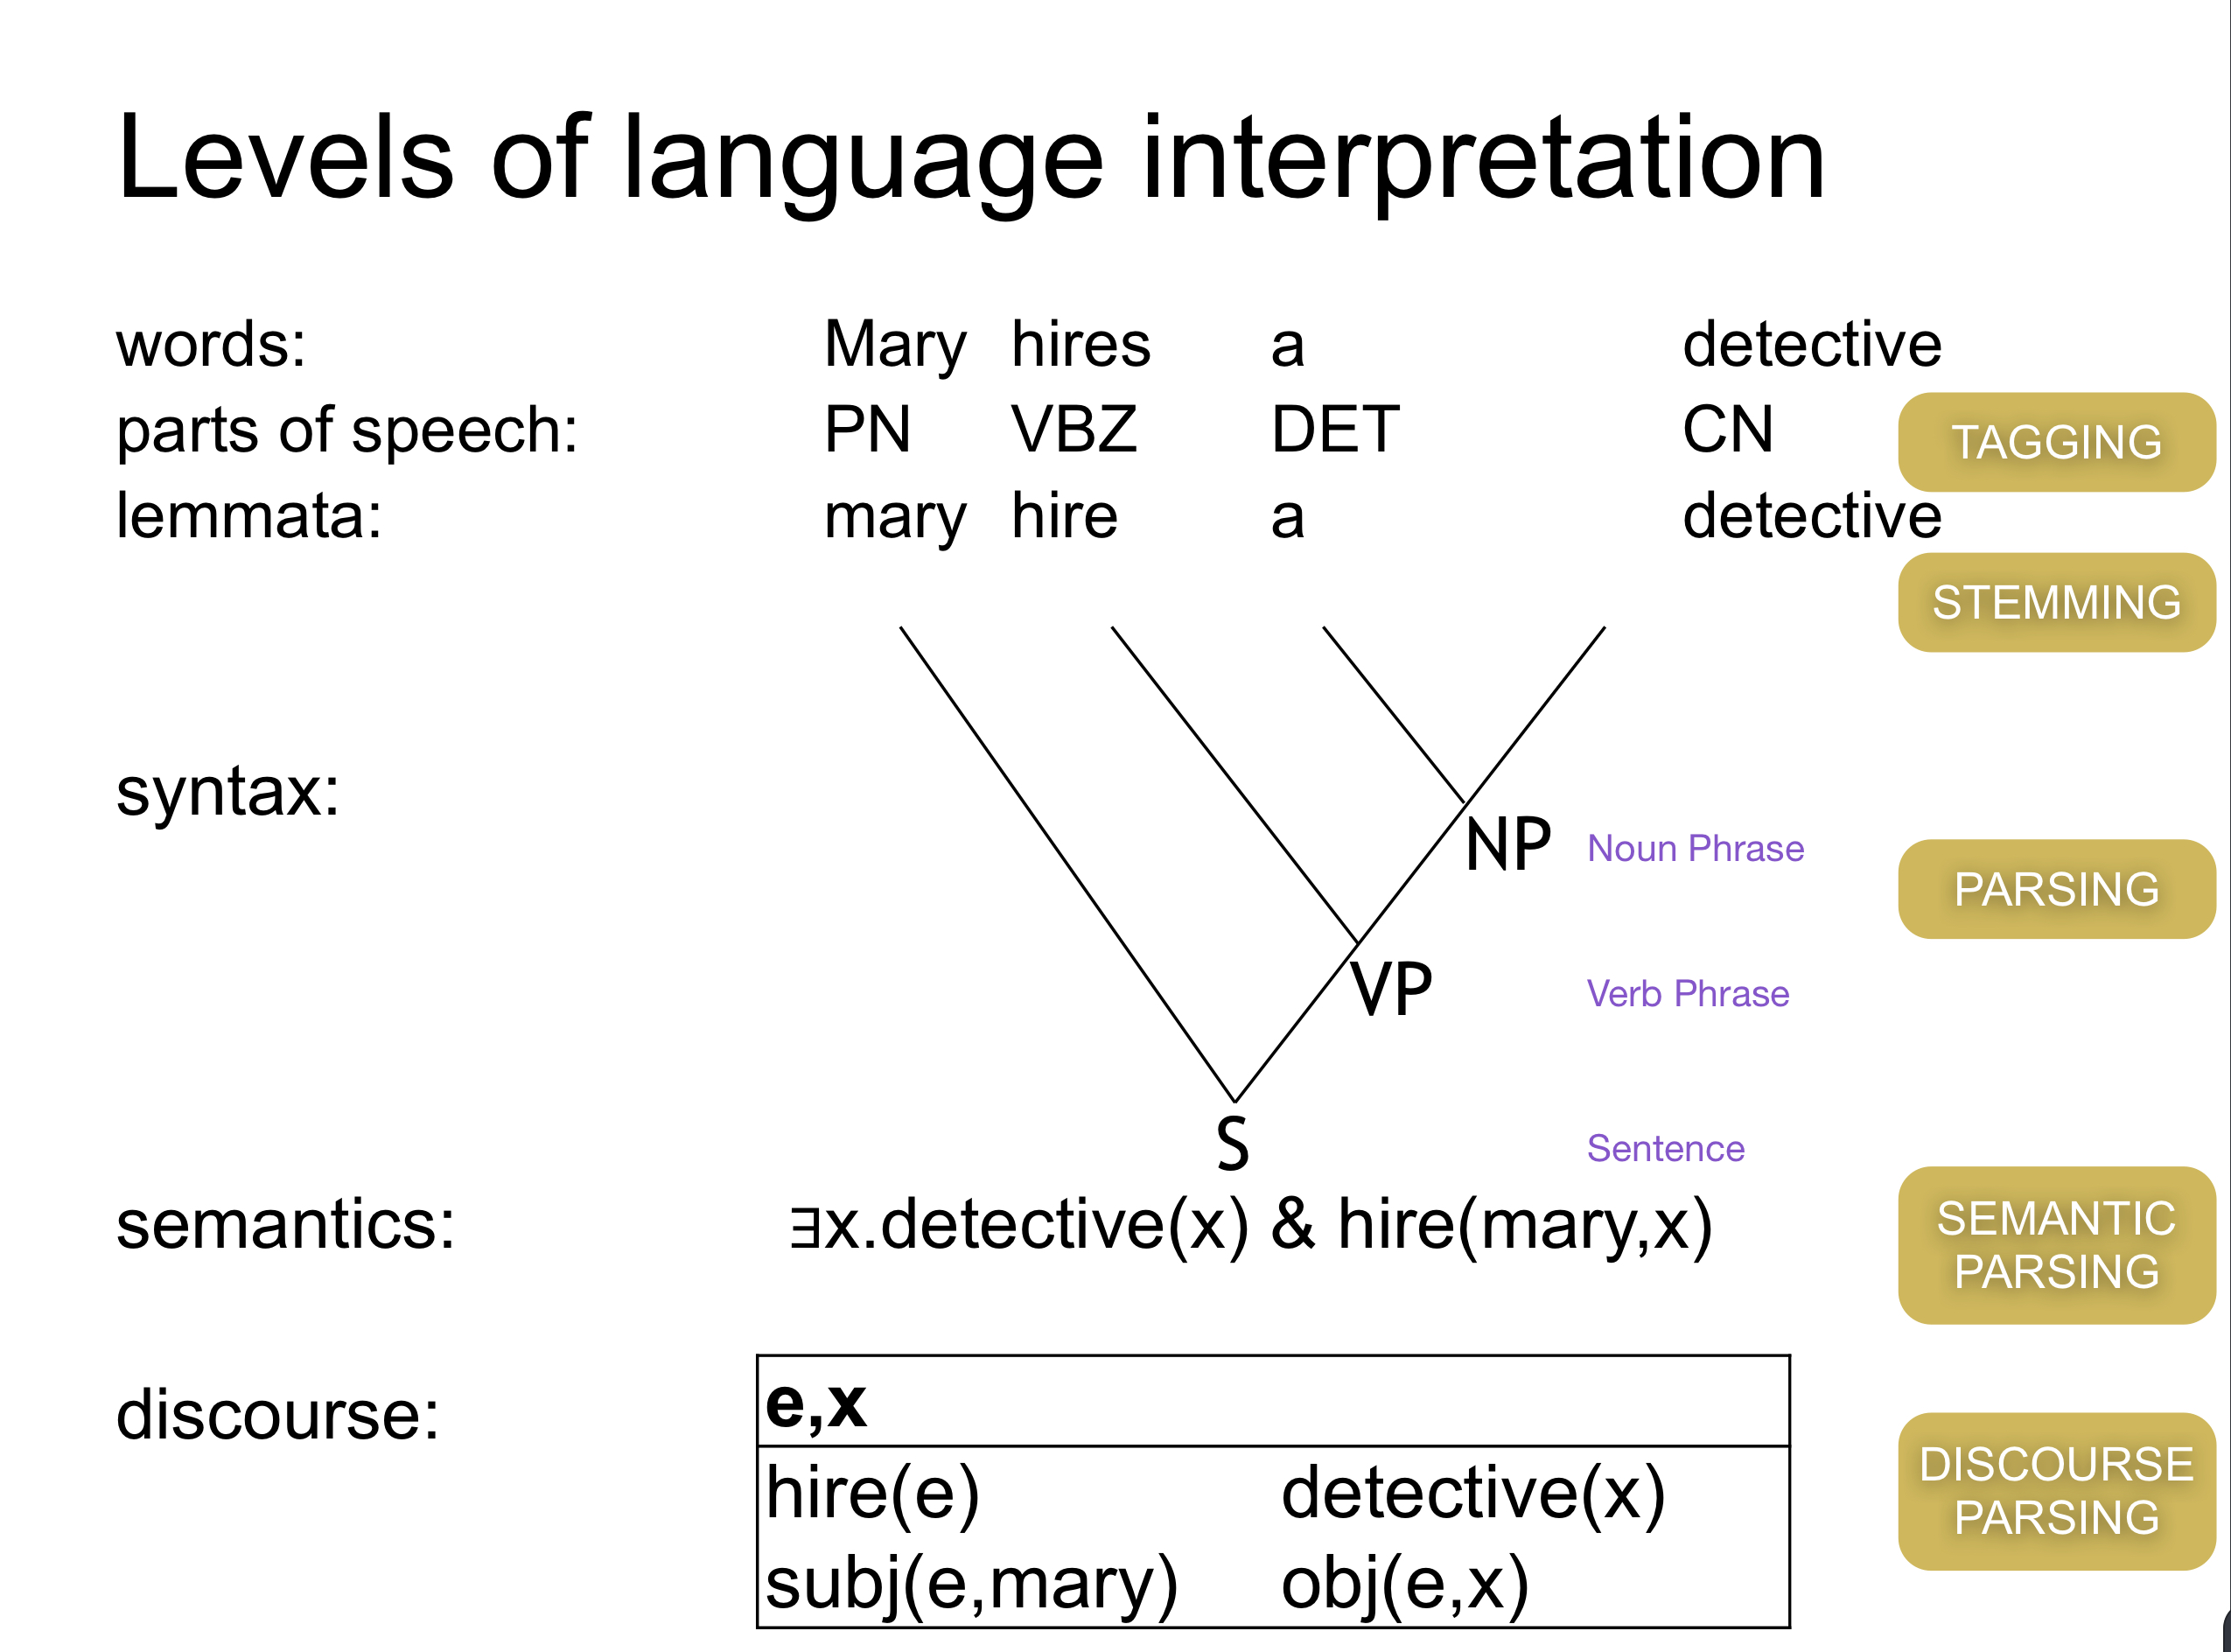 Levels of language interpretation
words: Mary hires a detective
parts of speech: PN VBZ DET CN
TAGGING
lemmata: mary hire a detective
STEMMING
syntax:
NP Noun Phrase
PARSING
VP Verb Phrase
S Sentence
semantics: ∃x.detective(x) & hire(mary,x)
SEMANTIC
PARSING
discourse:
e,x
hire(e) detective(x)
subj(e,mary) obj(e,x)
DISCOURSE
PARSING